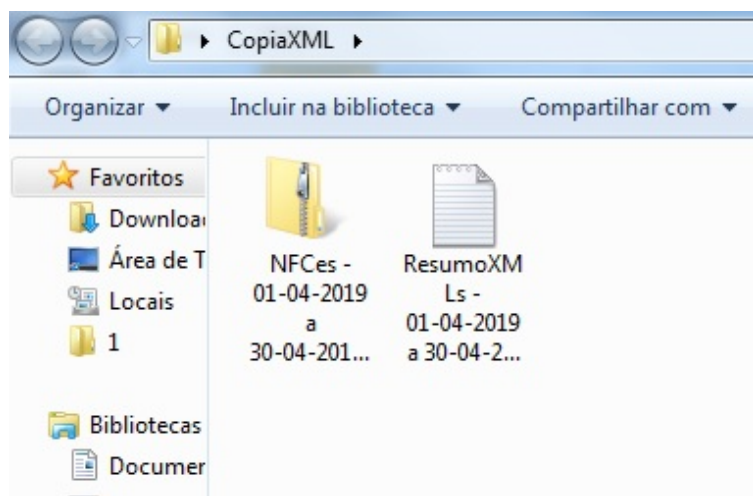 CopiaXML
Organizar
Incluir na biblioteca
Compartilhar com
Favoritos
Downloa
Área de T
Locais
1
Bibliotecas
Documer
NFCes -
01-04-2019
a
30-04-201...
ResumoXM
Ls -
01-04-2019
a 30-04-2...